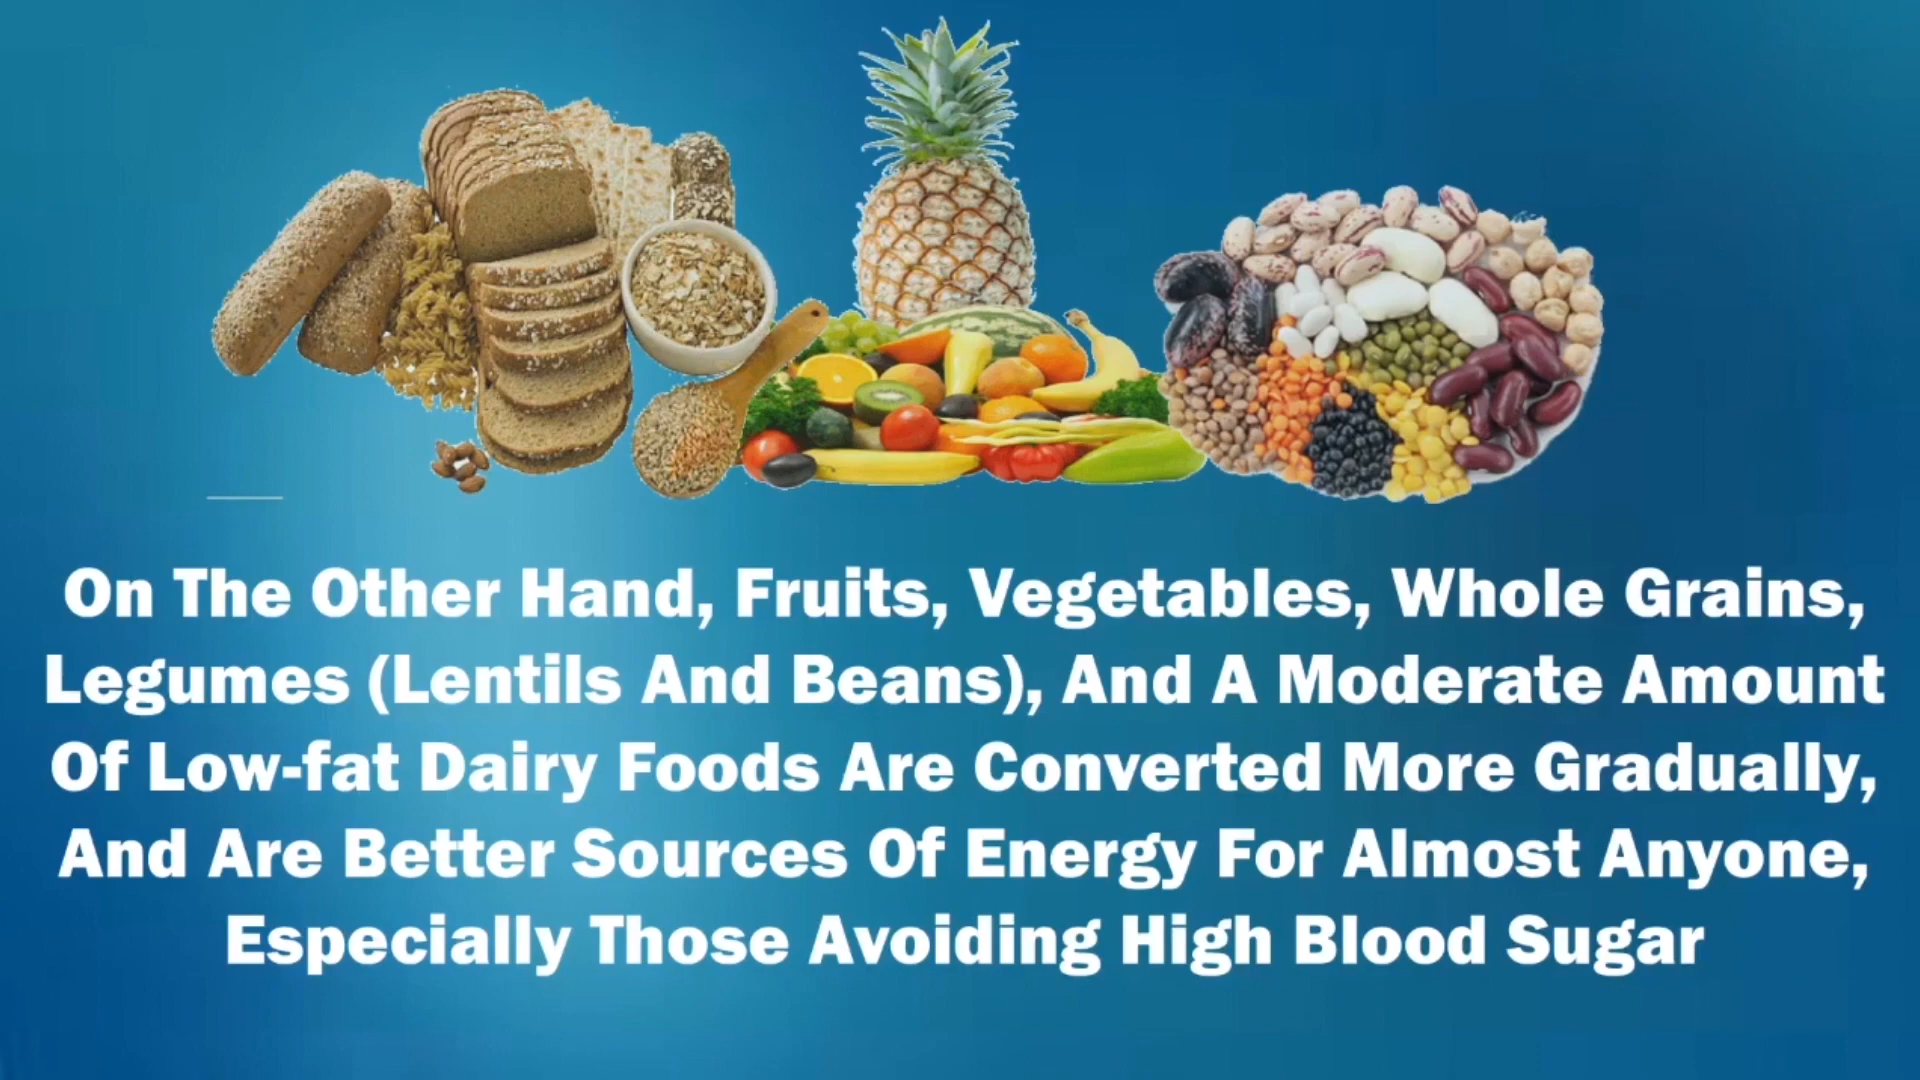 On The Other Hand, Fruits, Vegetables, Whole Grains,
Legumes (Lentils And Beans), And A Moderate Amount
Of Low-fat Dairy Foods Are Converted More Gradually,
And Are Better Sources Of Energy For Almost Anyone,
Especially Those Avoiding High Blood Sugar